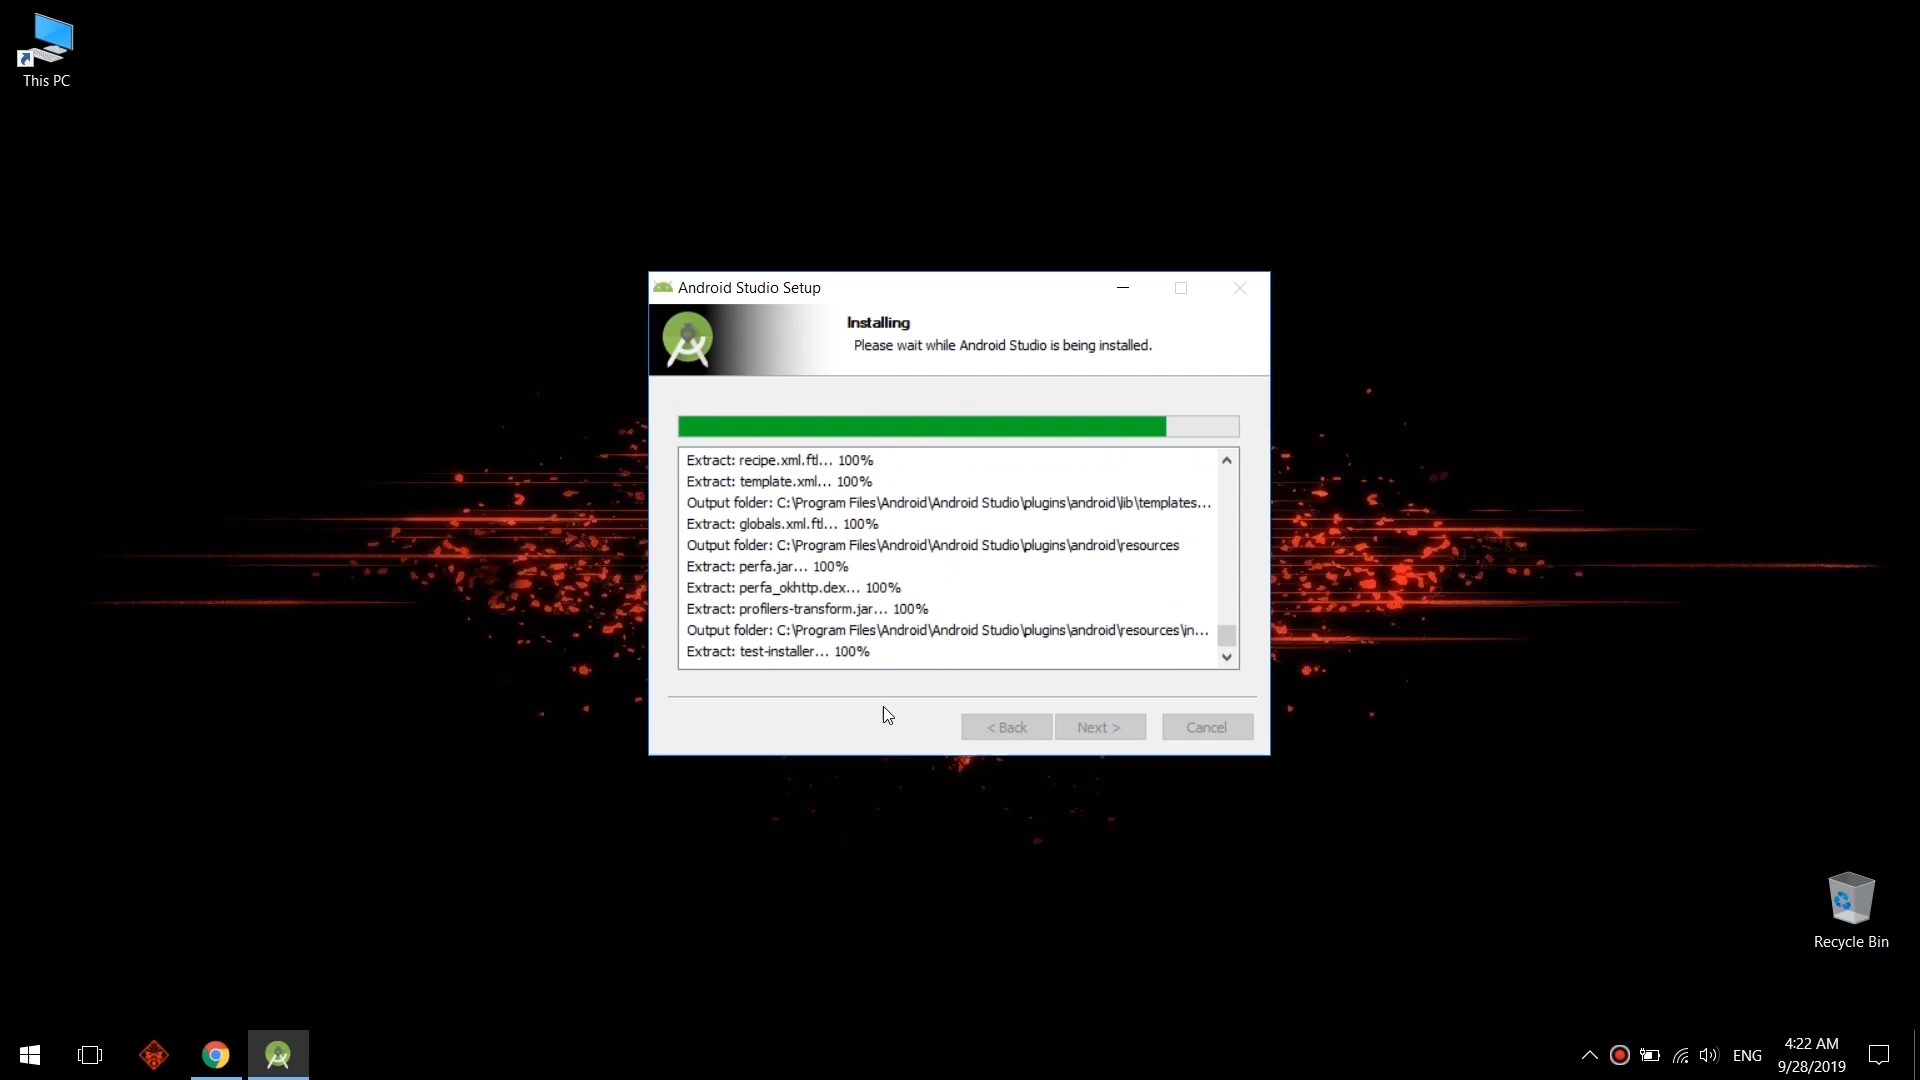 This PC
Android Studio Setup
Installing
Please wait while Android Studio is being installed.
Extract: recipe.xml.ftl... 100%
Extract: template.xml... 100%
Output folder: C:\Program Files\Android\Android Studio\plugins\android\lib\templates...
Extract: globals.xml.ftl... 100%
Output folder: C:\Program Files\Android\Android Studio\plugins\android\resources
Extract: perfa.jar... 100%
Extract: perfa_okhttp.dex... 100%
Extract: profilers-transform.jar... 100%
Output folder: C:\Program Files\Android\Android Studio\plugins\android\resources\in...
Extract: test-installer... 100%
< Back
Next >
Cancel
Recycle Bin
ENG
4:22 AM
9/28/2019